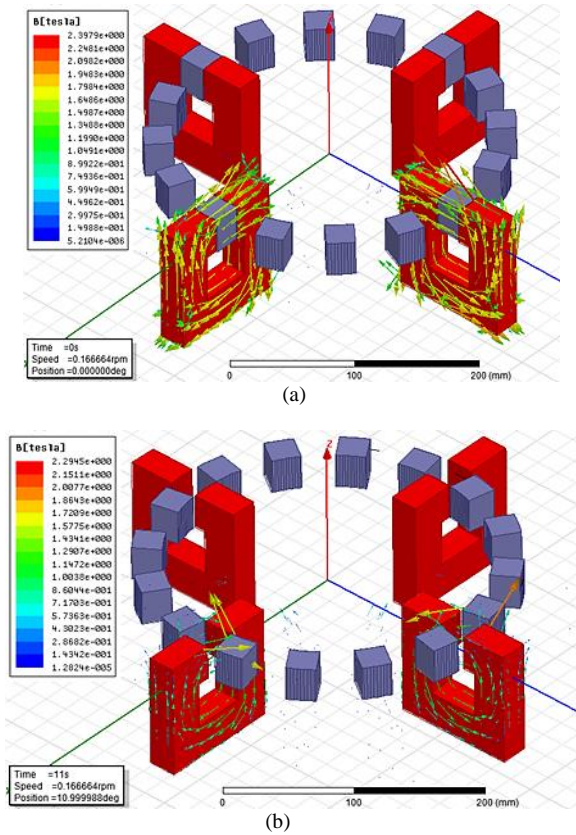 B[tesla]
2.3979e+000
2.2481e+000
2.0982e+000
1.9483e+000
1.7984e+000
1.6486e+000
1.4987e+000
1.3488e+000
1.1990e+000
1.0491e+000
8.9922e-001
7.4936e-001
5.9949e-001
4.4962e-001
2.9975e-001
1.4988e-001
5.2104e-006
Time =0s
Speed =0.166664rpm
Position =0.000000deg
0 100 200 (mm)
(a)
B[tesla]
2.2945e+000
2.1511e+000
2.0077e+000
1.8643e+000
1.7209e+000
1.5775e+000
1.4341e+000
1.2907e+000
1.1472e+000
1.0038e+000
8.6044e-001
7.1703e-001
5.7363e-001
4.3023e-001
2.8682e-001
1.4342e-001
1.2824e-005
Z
Time =11s
Speed =0.166664rpm
Position =10.999988deg
0 100 200 (mm)
(b)